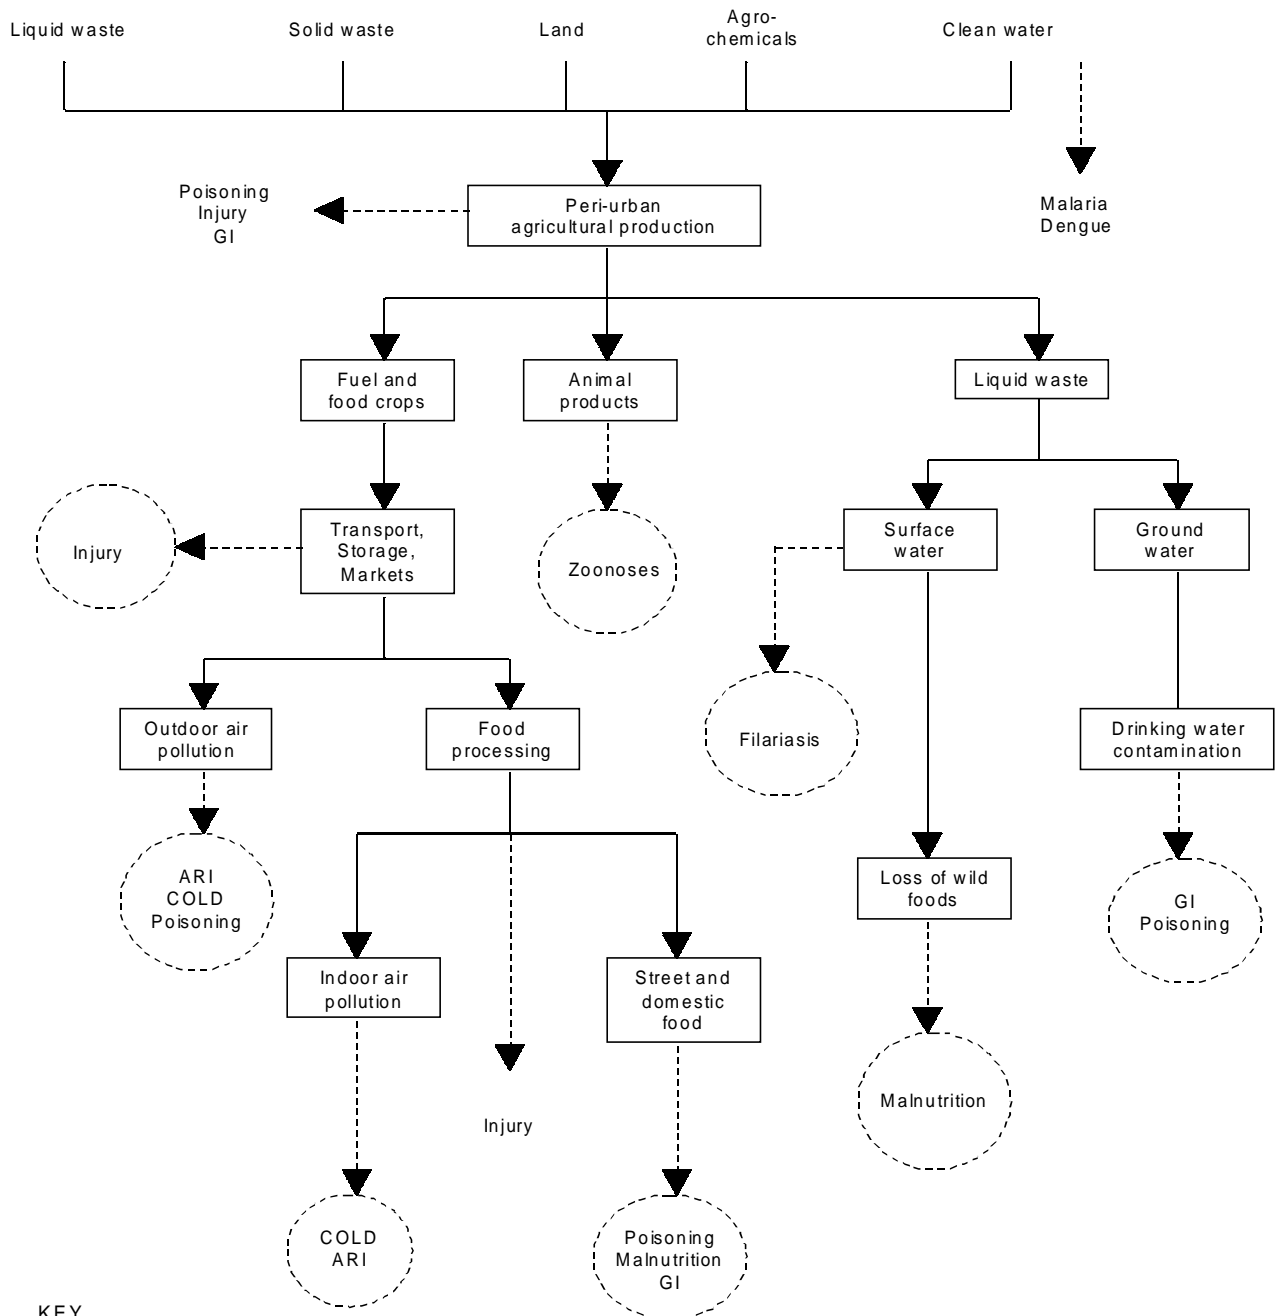 Liquid waste
Solid waste
Land
Agro-
chemicals
Clean water
Poisoning
Injury
GI
Peri-urban
agricultural production
Malaria
Dengue
Fuel and
food crops
Animal
products
Liquid waste
Injury
Transport,
Storage,
Markets
Zoonoses
Surface
water
Ground
water
Outdoor air
pollution
Food
processing
Filariasis
Drinking water
contamination
ARI
COLD
Poisoning
Loss of wild
foods
GI
Poisoning
Indoor air
pollution
Street and
domestic
food
Injury
Malnutrition
COLD
ARI
Poisoning
Malnutrition
GI
KEY